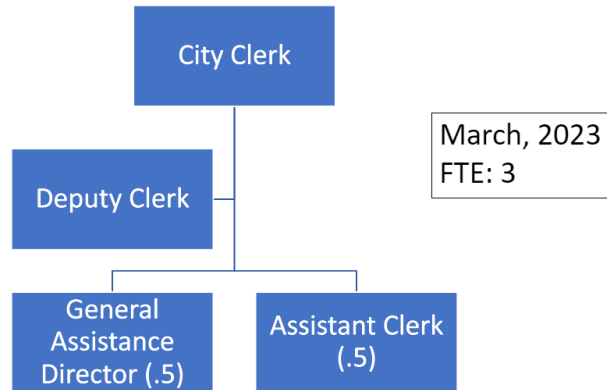 City Clerk
March, 2023
FTE: 3
Deputy Clerk
General
Assistance
Director (.5)
Assistant Clerk
(.5)